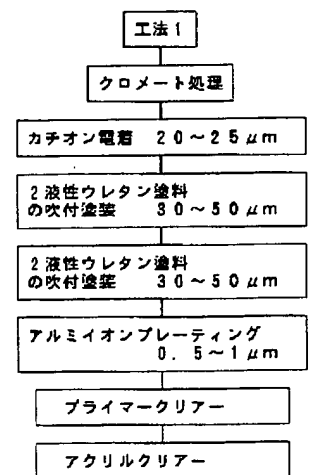 工法1
クロメート処理
カチオン電着 20~25μm
2液性ウレタン塗料
の吹付塗装 30~50μm
2液性ウレタン塗料
の吹付塗装 30~50μm
アルミイオンプレーティング
0.5~1μm
プライマークリアー
アクリルクリアー